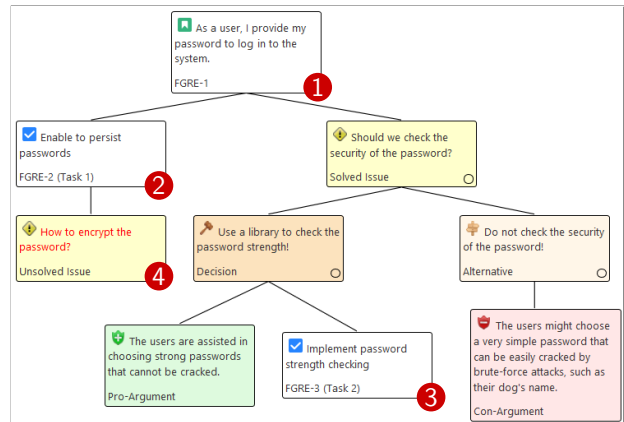 As a user, I provide my
password to log in to the
system.
FGRE-1
1
Enable to persist
passwords
FGRE-2 (Task 1)
2
Should we check the
security of the password?
Solved Issue
How to encrypt the
password?
Unsolved Issue
4
Use a library to check the
password strength!
Decision
Do not check the security
of the password!
Alternative
The users are assisted in
choosing strong passwords
that cannot be cracked.
Pro-Argument
Implement password
strength checking
FGRE-3 (Task 2)
3
The users might choose
a very simple password that
can be easily cracked by
brute-force attacks, such as
their dog's name.
Con-Argument